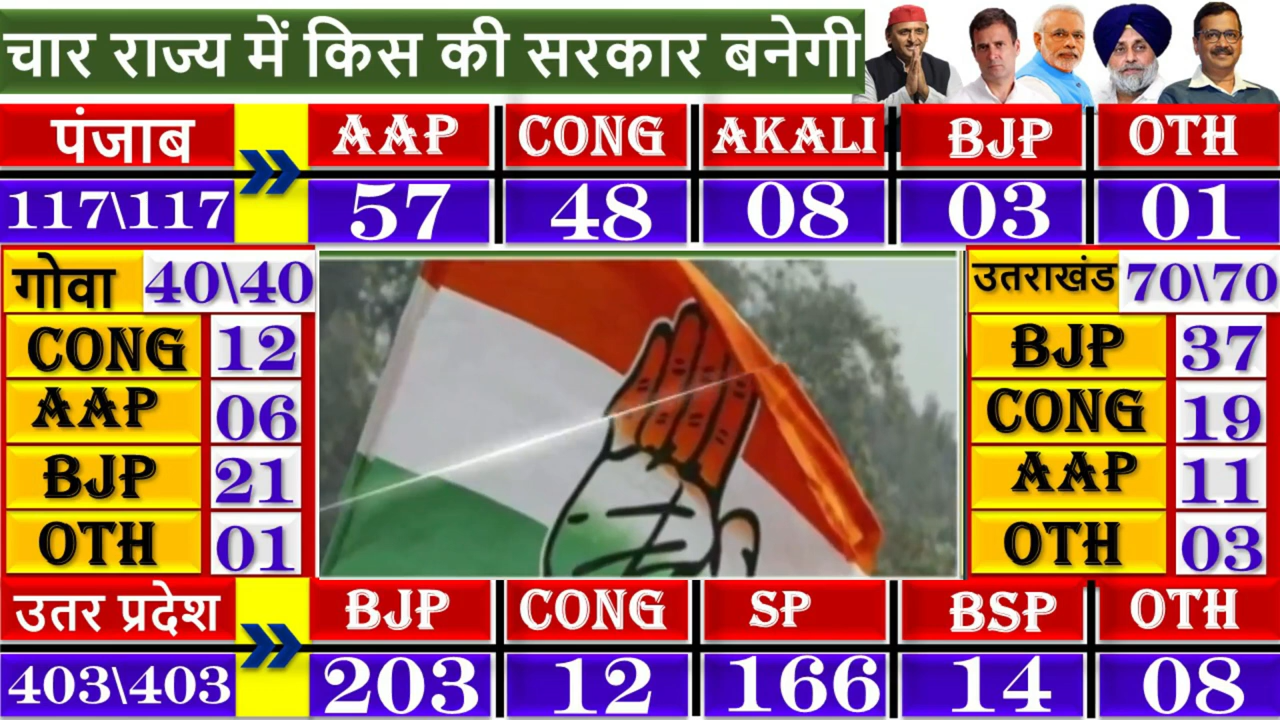 चार राज्य में किस की सरकार बनेगी
पंजाब AAP CONG AKALI BJP OTH
117\117 57 48 08 03 01
गोवा 40\40
CONG 12
AAP 06
BJP 21
OTH 01
उतराखंड 70\70
BJP 37
CONG 19
AAP 11
OTH 03
उतर प्रदेश BJP CONG SP BSP OTH
403\403 203 12 166 14 08